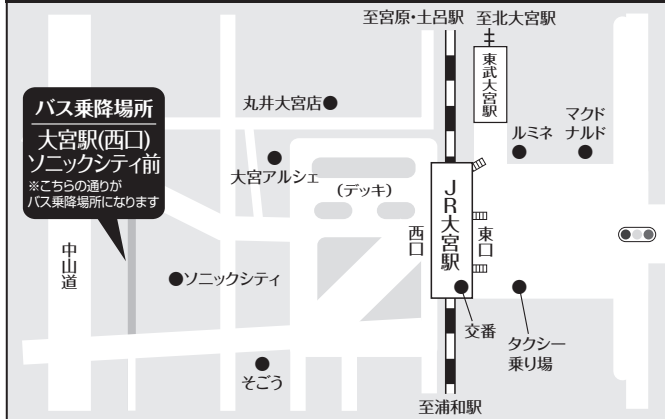 至宮原・土呂駅
至北大宮駅
東武大宮駅
バス乗降場所
大宮駅(西口)
ソニックシティ前
※こちらの通りが
バス乗降場所になります
丸井大宮店
マクド
ナルド
ルミネ
大宮アルシェ
(デッキ)
JR大宮駅
西口
東口
中山道
ソニックシティ
交番
タクシー
乗り場
そごう
至浦和駅